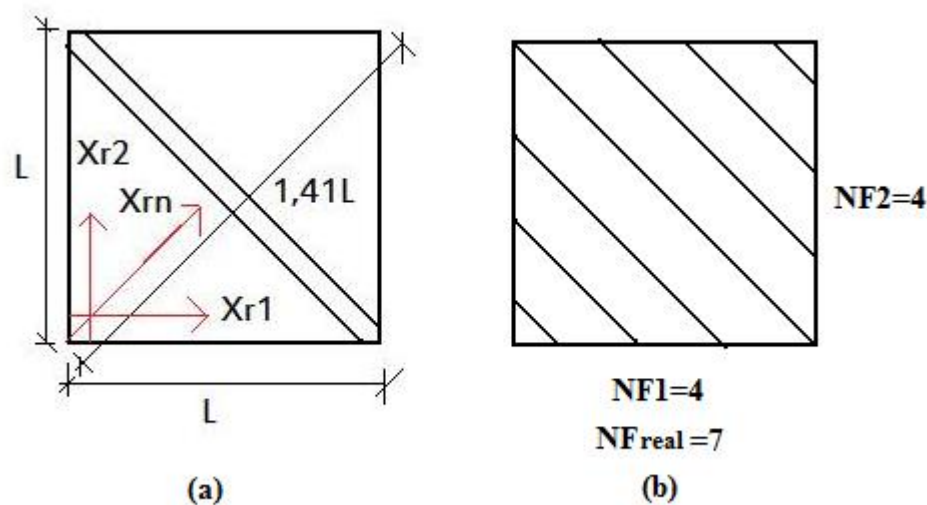 L
Xr2
Xrn
1,41L
Xr1
L
(a)
NF2=4
NF1=4
NFreal =7
(b)